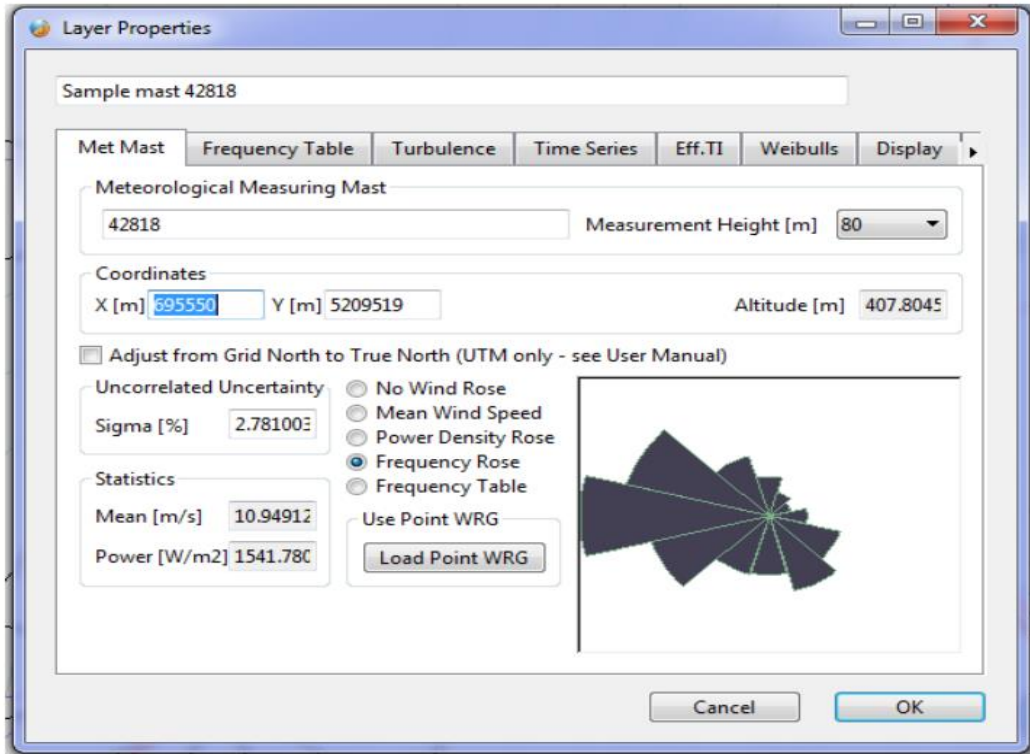 Layer Properties
Sample mast 42818
Met Mast Frequency Table Turbulence Time Series Eff.TI Weibulls Display
Meteorological Measuring Mast
42818 Measurement Height [m] 80
Coordinates
X [m] 695550 Y [m] 5209519 Altitude [m] 407.8045
Adjust from Grid North to True North (UTM only - see User Manual)
Uncorrelated Uncertainty
Sigma [%] 2.781003
No Wind Rose
Mean Wind Speed
Power Density Rose
Frequency Rose
Frequency Table
Statistics
Mean [m/s] 10.94912
Power [W/m2] 1541.780
Use Point WRG
Load Point WRG
Cancel OK